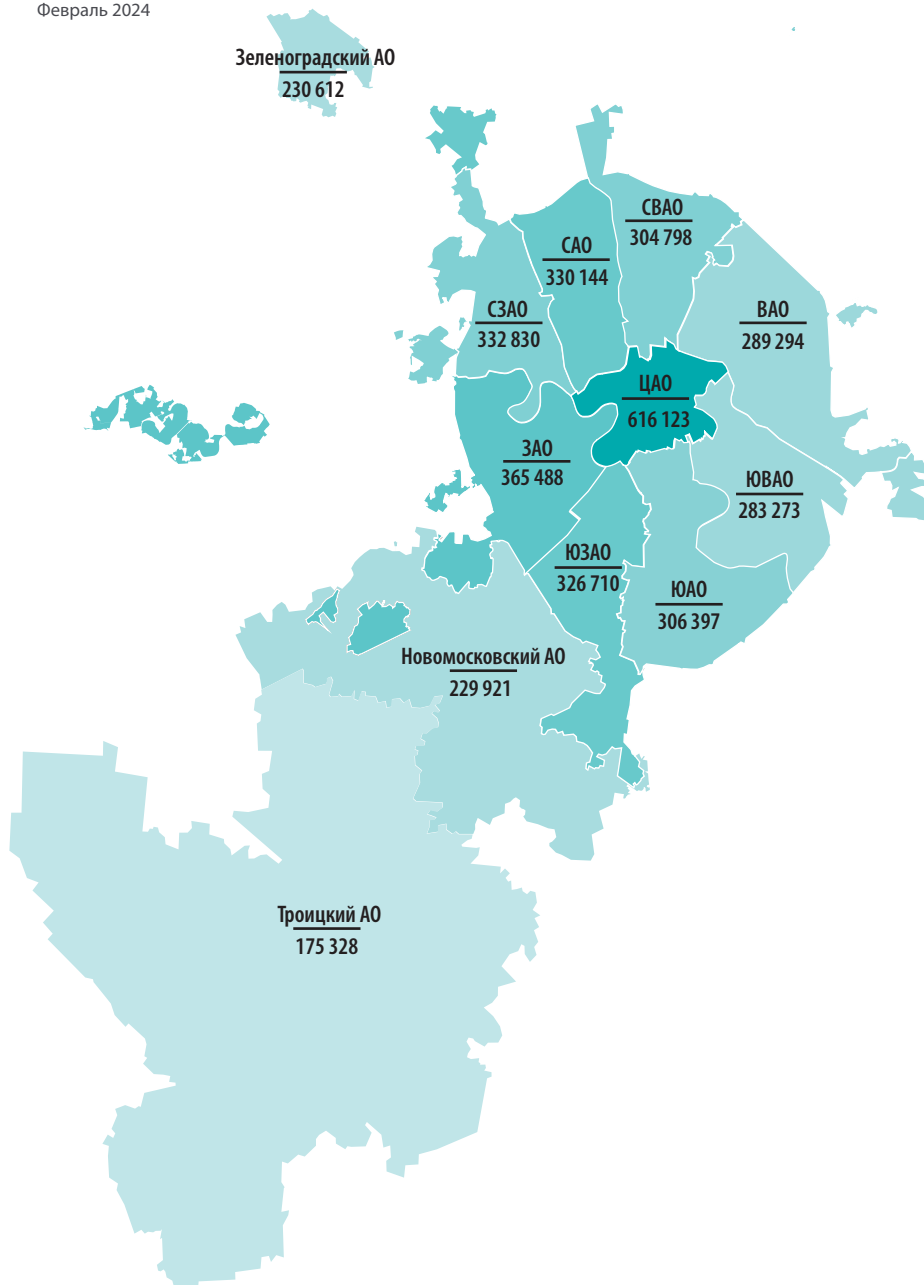 Февраль 2024
Зеленоградский АО
230 612
СВАО
304 798
САО
330 144
СЗАО
332 830
ВАО
289 294
ЦАО
616 123
ЗАО
365 488
ЮВАО
283 273
ЮЗАО
326 710
ЮАО
306 397
Новомосковский АО
229 921
Троицкий АО
175 328